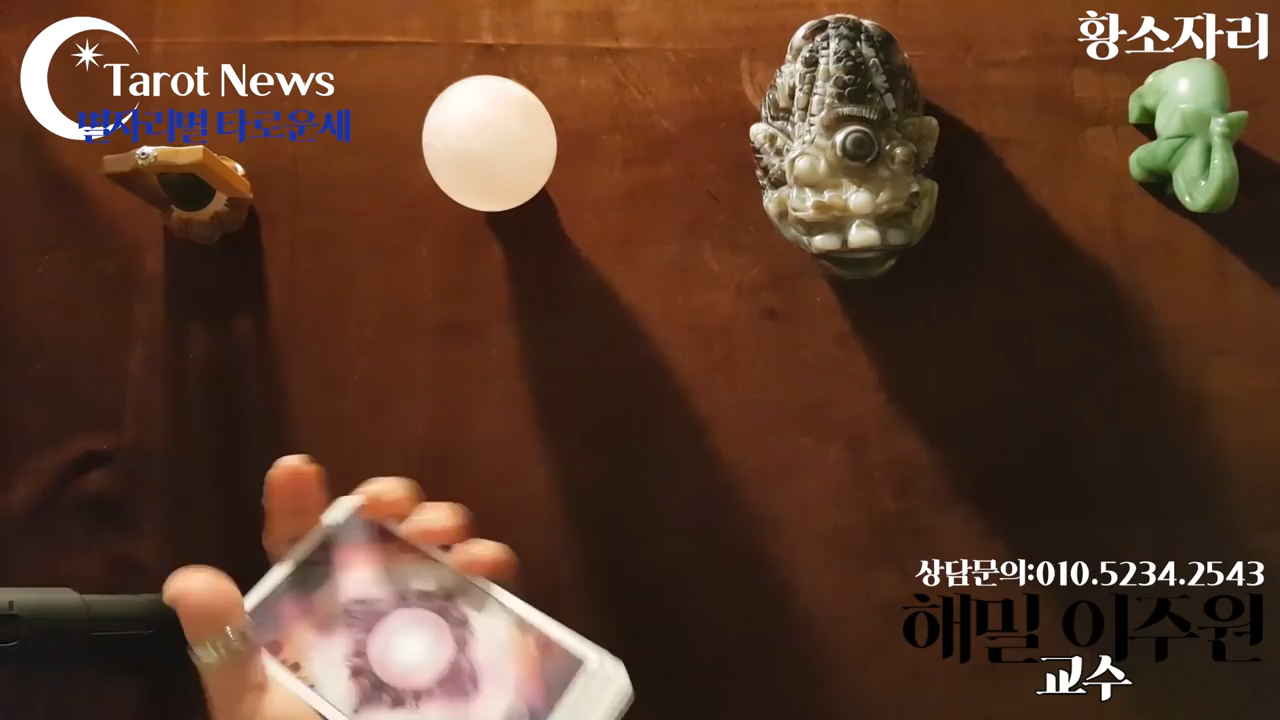 황소자리
Tarot News
별자리별 타로운세
상담문의:010.5234.2543
해밀 이주원
교수